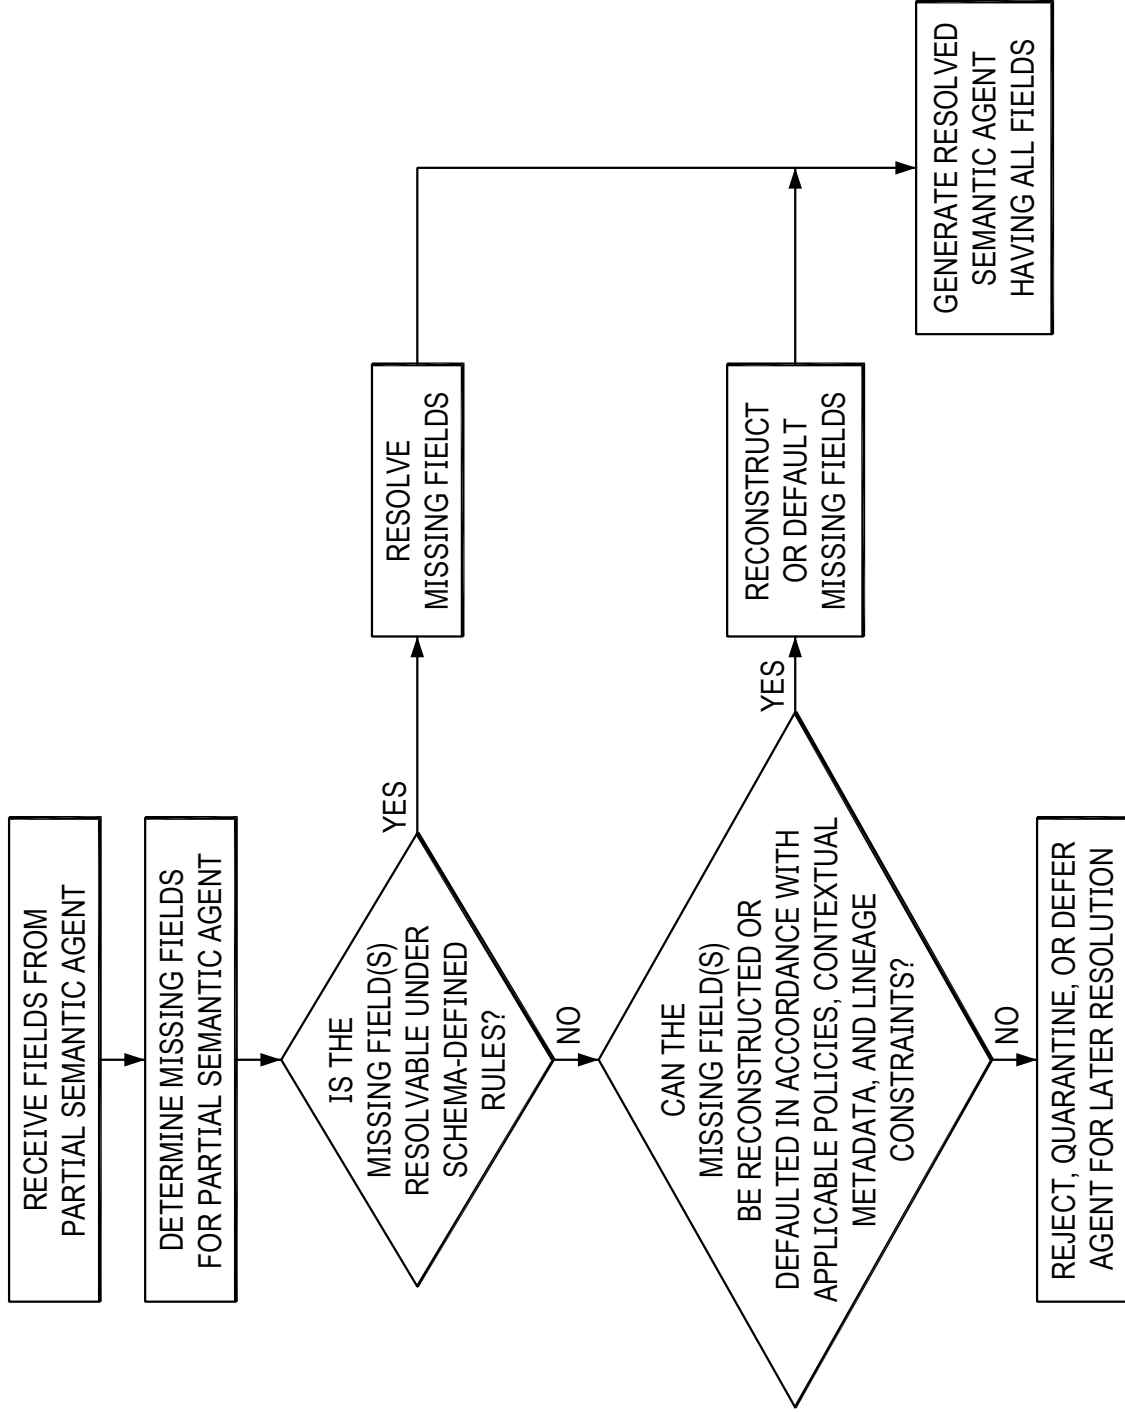 RECEIVE FIELDS FROM
PARTIAL SEMANTIC AGENT
DETERMINE MISSING FIELDS
FOR PARTIAL SEMANTIC AGENT
IS THE
MISSING FIELD(S)
RESOLVABLE UNDER
SCHEMA-DEFINED
RULES?
YES
RESOLVE
MISSING FIELDS
NO
CAN THE
MISSING FIELD(S)
BE RECONSTRUCTED OR
DEFAULTED IN ACCORDANCE WITH
APPLICABLE POLICIES, CONTEXTUAL
METADATA, AND LINEAGE
CONSTRAINTS?
YES
RECONSTRUCT
OR DEFAULT
MISSING FIELDS
GENERATE RESOLVED
SEMANTIC AGENT
HAVING ALL FIELDS
NO
REJECT, QUARANTINE, OR DEFER
AGENT FOR LATER RESOLUTION